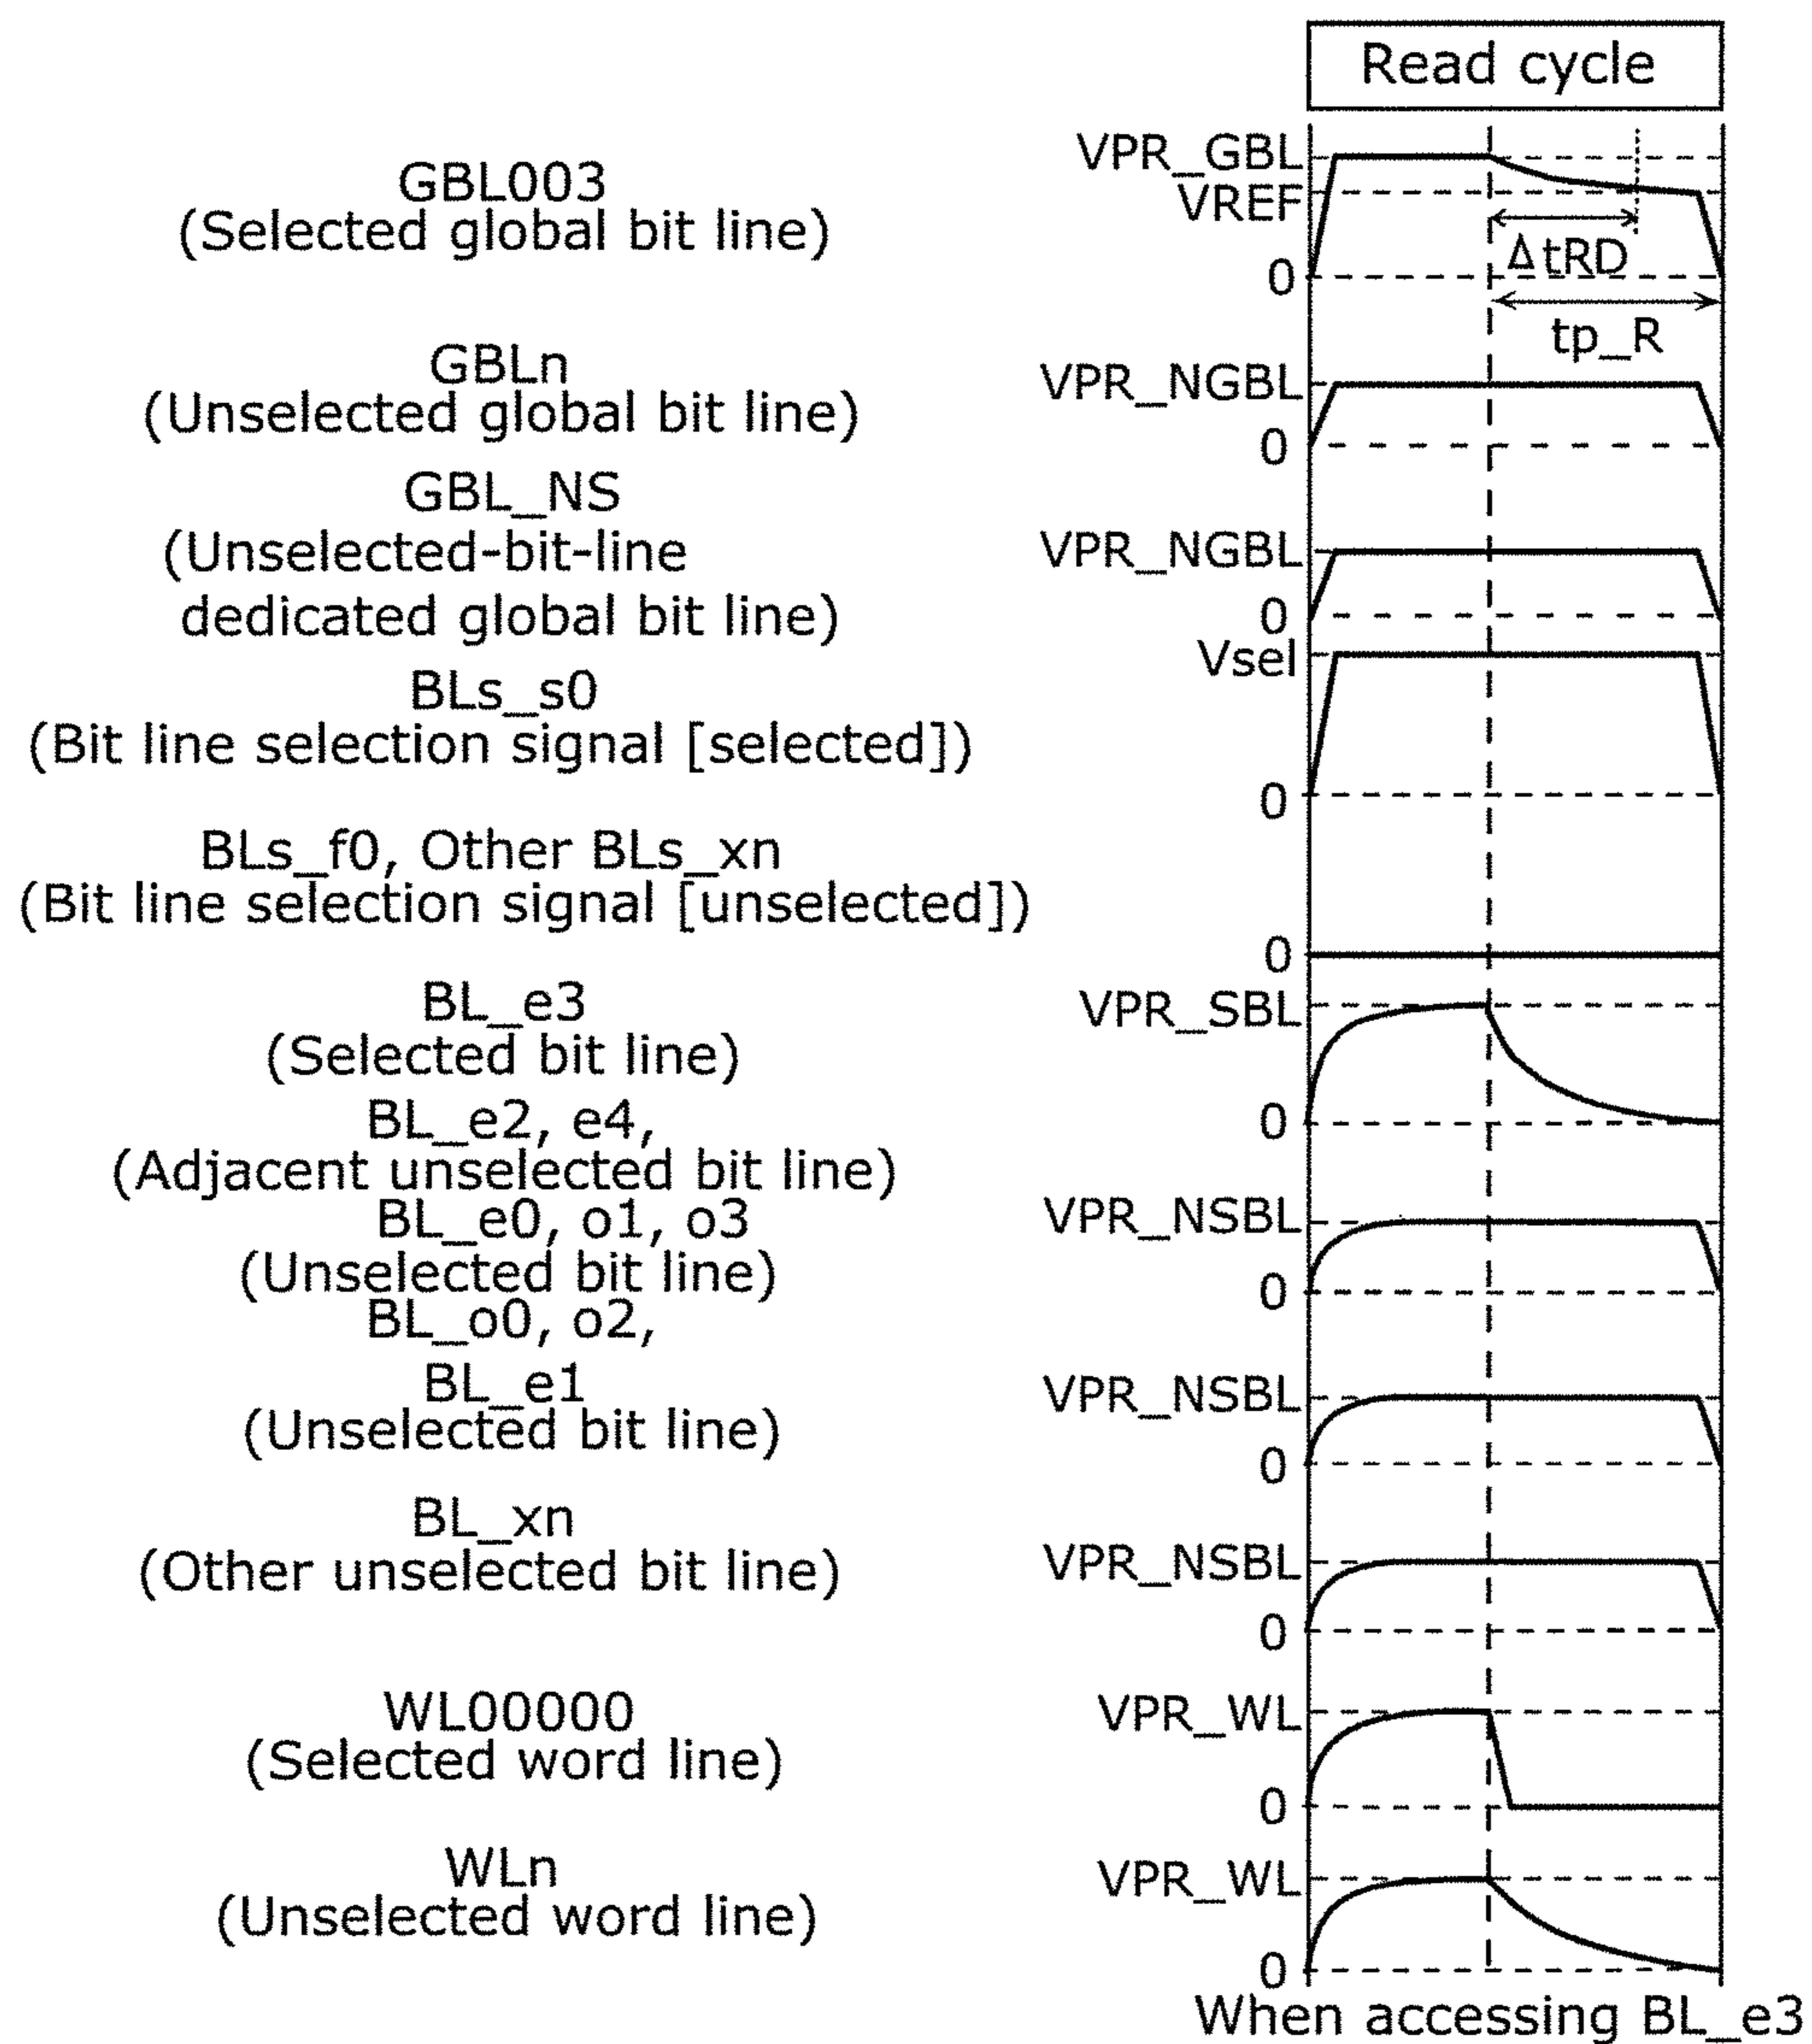 Read cycle
GBL003
(Selected global bit line)
VPR_GBL
VREF
0
ΔtRD
tp_R
GBLn
(Unselected global bit line)
VPR_NGBL
0
GBL_NS
(Unselected-bit-line
dedicated global bit line)
VPR_NGBL
0
BLs_s0
(Bit line selection signal [selected])
Vsel
0
BLs_f0, Other BLs_xn
(Bit line selection signal [unselected])
0
BL_e3
(Selected bit line)
VPR_SBL
0
BL_e2, e4,
(Adjacent unselected bit line)
BL_e0, o1, o3
(Unselected bit line)
VPR_NSBL
0
BL_o0, o2,
BL_e1
(Unselected bit line)
VPR_NSBL
0
BL_xn
(Other unselected bit line)
VPR_NSBL
0
WL00000
(Selected word line)
VPR_WL
0
WLn
(Unselected word line)
VPR_WL
0
When accessing BL_e3